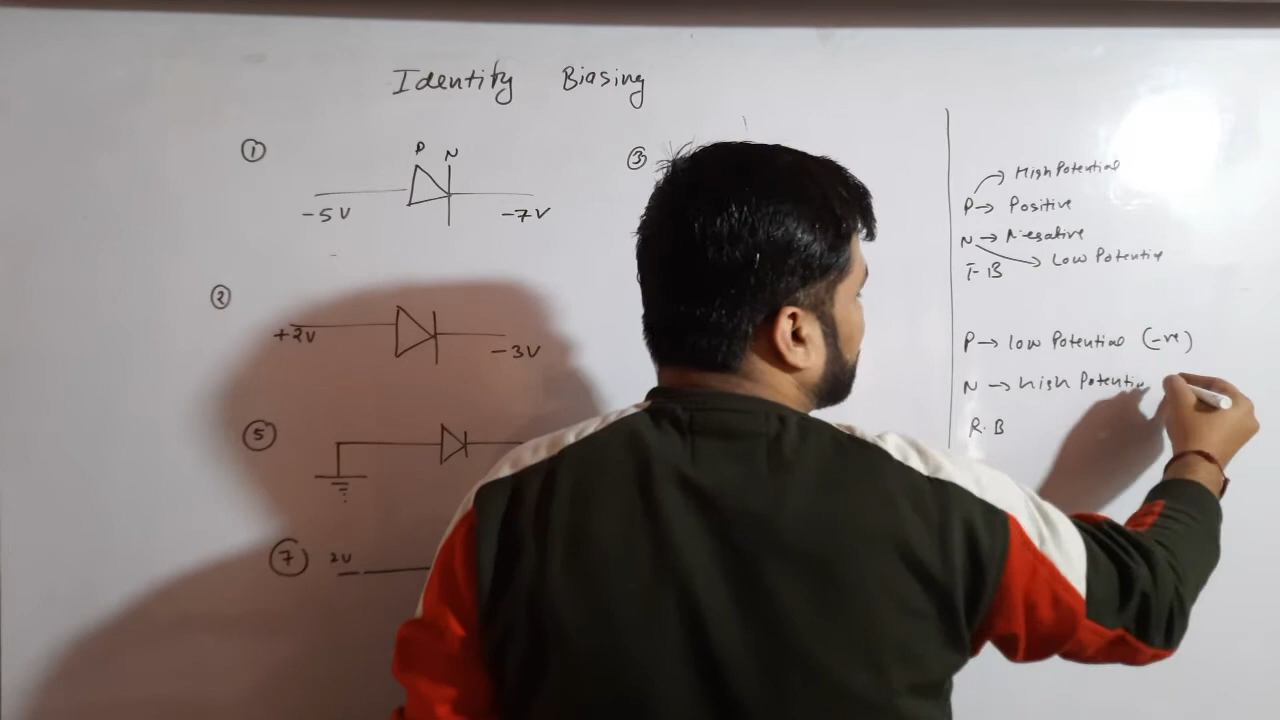 Identity Biasing
①
P N
-5V -7V
②
+2V -3V
⑤
⑦ 2V
③
High Potential
P → Positive
N → Negative
Low Potential
F B
P → low Potential (-ve)
N → high Potentia
R.B